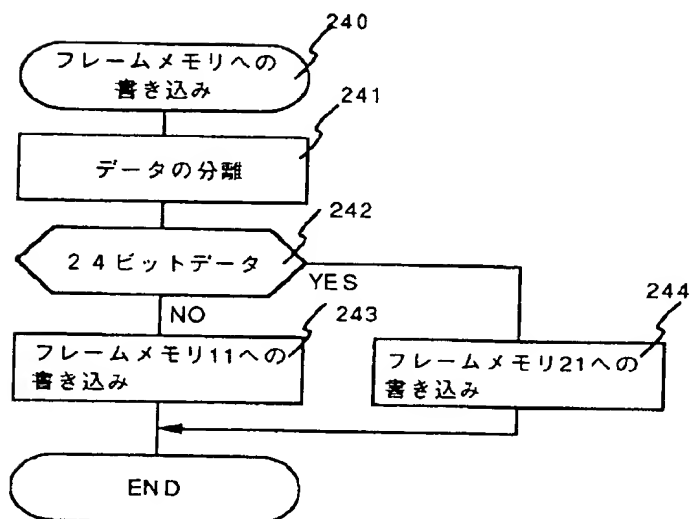 240
フレームメモリへの
書き込み
241
データの分離
242
24ビットデータ
YES
NO
243
244
フレームメモリ11への
書き込み
フレームメモリ21への
書き込み
END